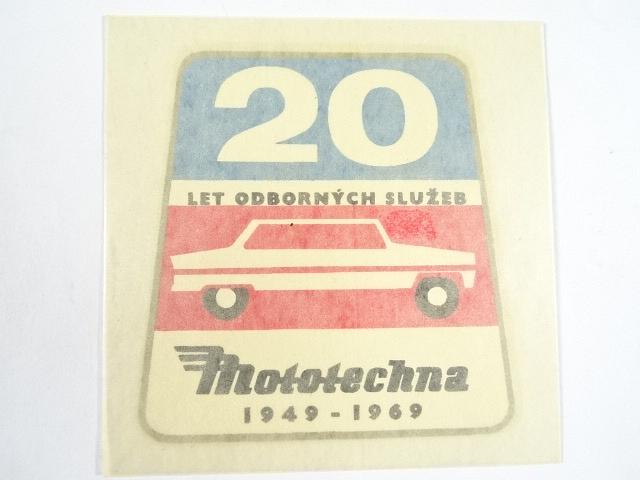 20
LET ODBORNÝCH SLUŽEB
Mototechna
1949 - 1969